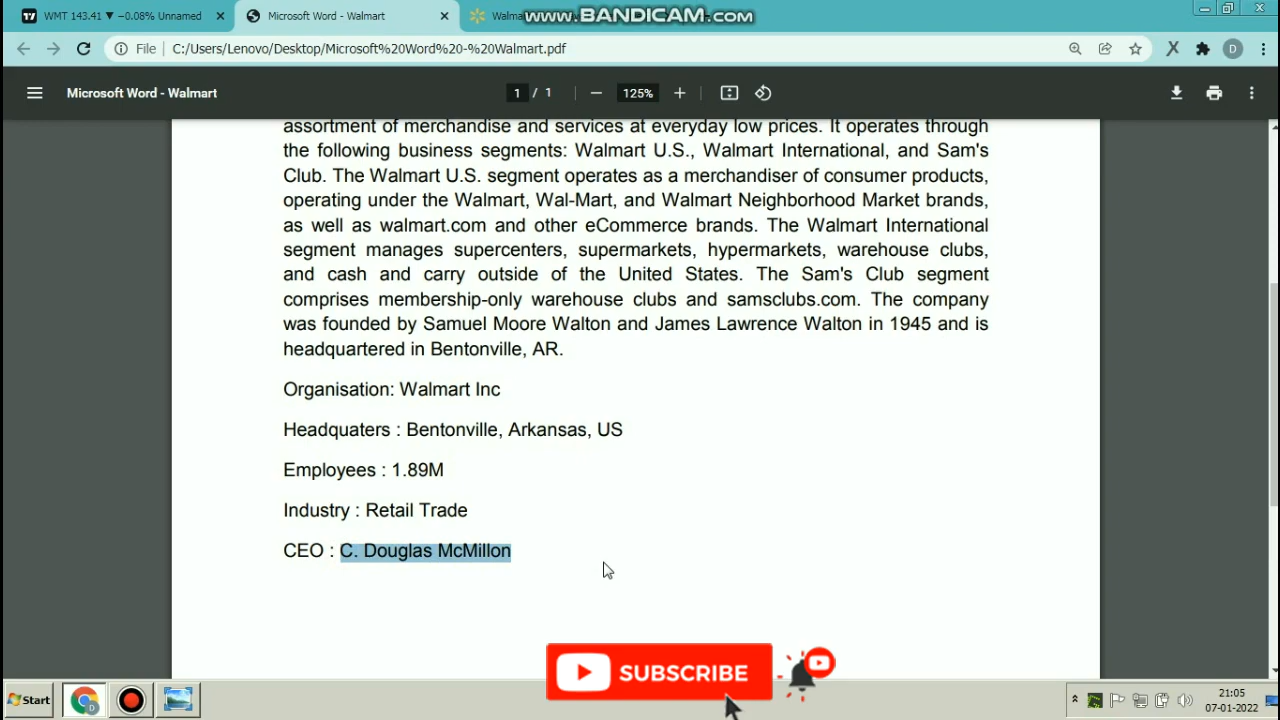 WMT 143.41 ▼ −0.08% Unnamed
Microsoft Word - Walmart
Walma
www.BANDICAM.com
File
C:/Users/Lenovo/Desktop/Microsoft%20Word%20-%20Walmart.pdf
X
D
Microsoft Word - Walmart
1 / 1
125%
assortment of merchandise and services at everyday low prices. It operates through
the following business segments: Walmart U.S., Walmart International, and Sam's
Club. The Walmart U.S. segment operates as a merchandiser of consumer products,
operating under the Walmart, Wal-Mart, and Walmart Neighborhood Market brands,
as well as walmart.com and other eCommerce brands. The Walmart International
segment manages supercenters, supermarkets, hypermarkets, warehouse clubs,
and cash and carry outside of the United States. The Sam's Club segment
comprises membership-only warehouse clubs and samsclubs.com. The company
was founded by Samuel Moore Walton and James Lawrence Walton in 1945 and is
headquartered in Bentonville, AR.
Organisation: Walmart Inc
Headquaters : Bentonville, Arkansas, US
Employees : 1.89M
Industry : Retail Trade
CEO : C. Douglas McMillon
SUBSCRIBE
Start
21:05
07-01-2022